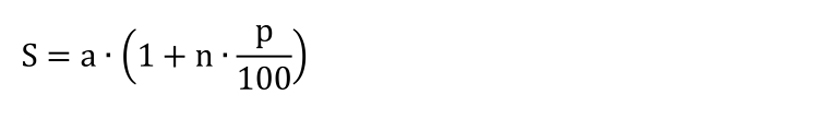 S = a · (1 + n · p/100)